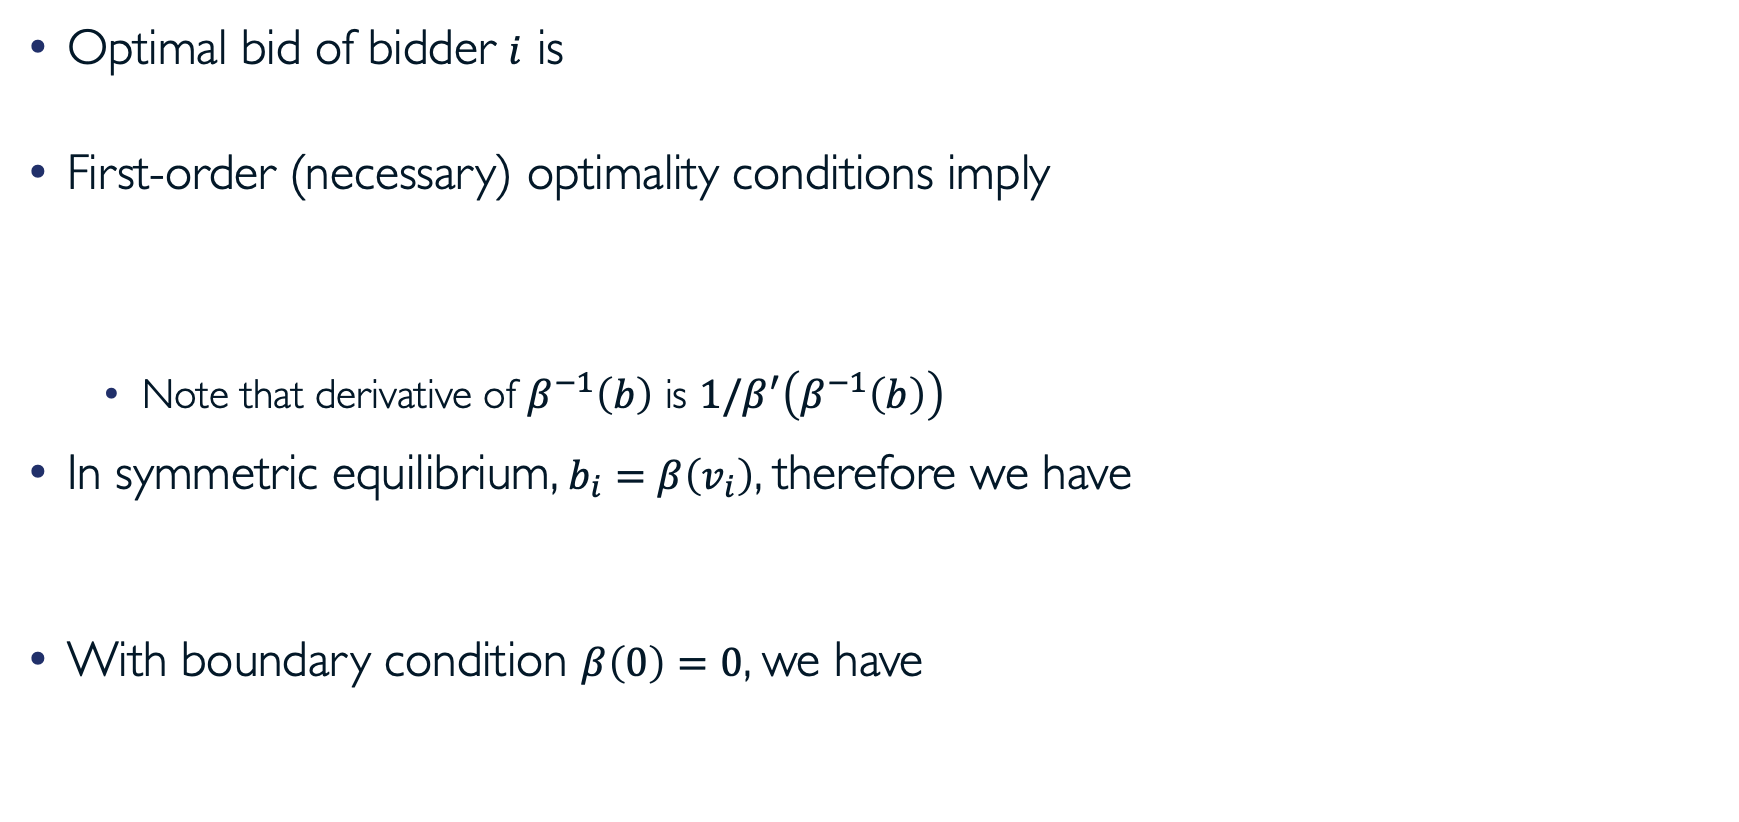 • Optimal bid of bidder 𝑖 is
• First-order (necessary) optimality conditions imply
• Note that derivative of β⁻¹(b) is 1/β′(β⁻¹(b))
• In symmetric equilibrium, bᵢ = β(vᵢ), therefore we have
• With boundary condition β(0) = 0, we have